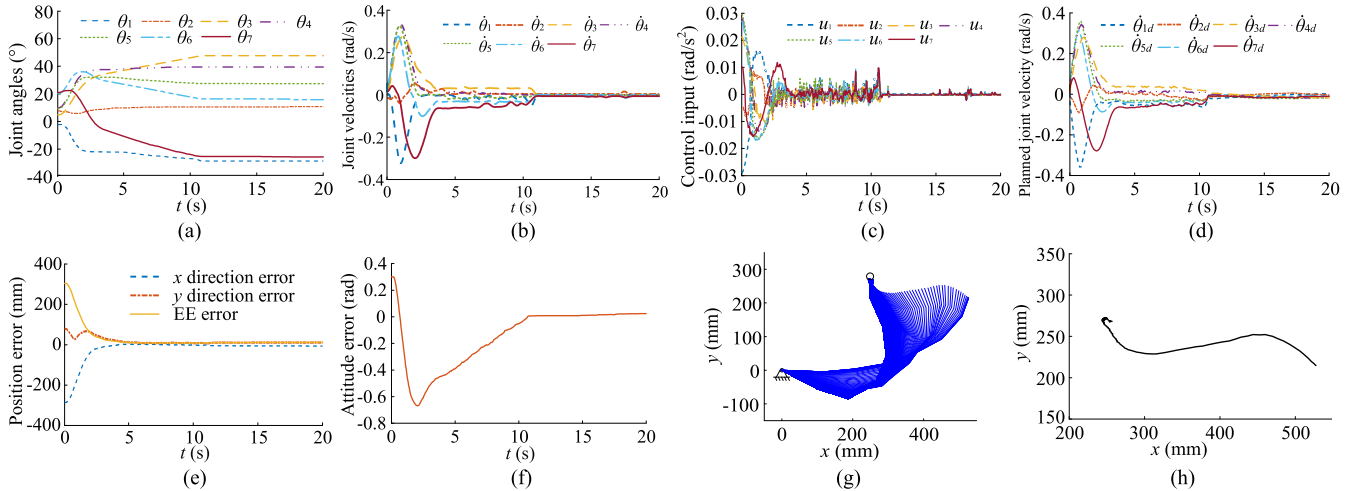 80
60
40
20
0
-20
-40
0 5 10 15 20
Joint angles (°)
θ1 θ2 θ3 θ4
θ5 θ6 θ7
t (s)
(a)
0.4
0.2
0
-0.2
-0.4
0 5 10 15 20
Joint velocities (rad/s)
θ̇1 θ̇2 θ̇3 θ̇4
θ̇5 θ̇6 θ̇7
t (s)
(b)
0.03
0.02
0.01
0
-0.01
-0.02
-0.03
0 5 10 15 20
Control input (rad/s²)
u1 u2 u3 u4
u5 u6 u7
t (s)
(c)
0.4
0.2
0
-0.2
-0.4
0 5 10 15 20
Planned joint velocity (rad/s)
θ̇1d θ̇2d θ̇3d θ̇4d
θ̇5d θ̇6d θ̇7d
t (s)
(d)
400
200
0
-200
-400
0 5 10 15 20
Position error (mm)
x direction error
y direction error
EE error
t (s)
(e)
0.4
0.2
0
-0.2
-0.4
-0.6
-0.8
0 5 10 15 20
Attitude error (rad)
t (s)
(f)
300
200
100
0
-100
0 200 400
y (mm)
x (mm)
(g)
350
300
250
200
150
200 300 400 500
y (mm)
x (mm)
(h)